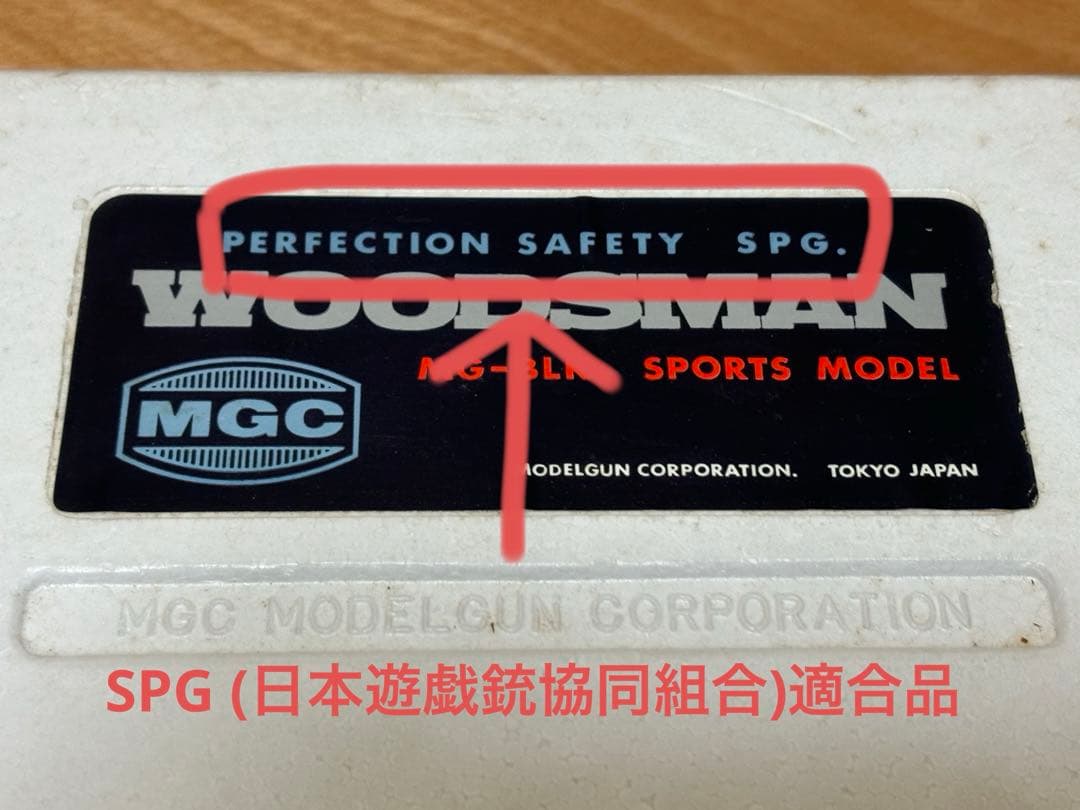 PERFECTION SAFETY SPG.
WOODSMAN
SPORTS MODEL
MGC
MODELGUN CORPORATION. TOKYO JAPAN
MGC MODELGUN CORPORATION
SPG (日本遊戯銃協同組合)適合品